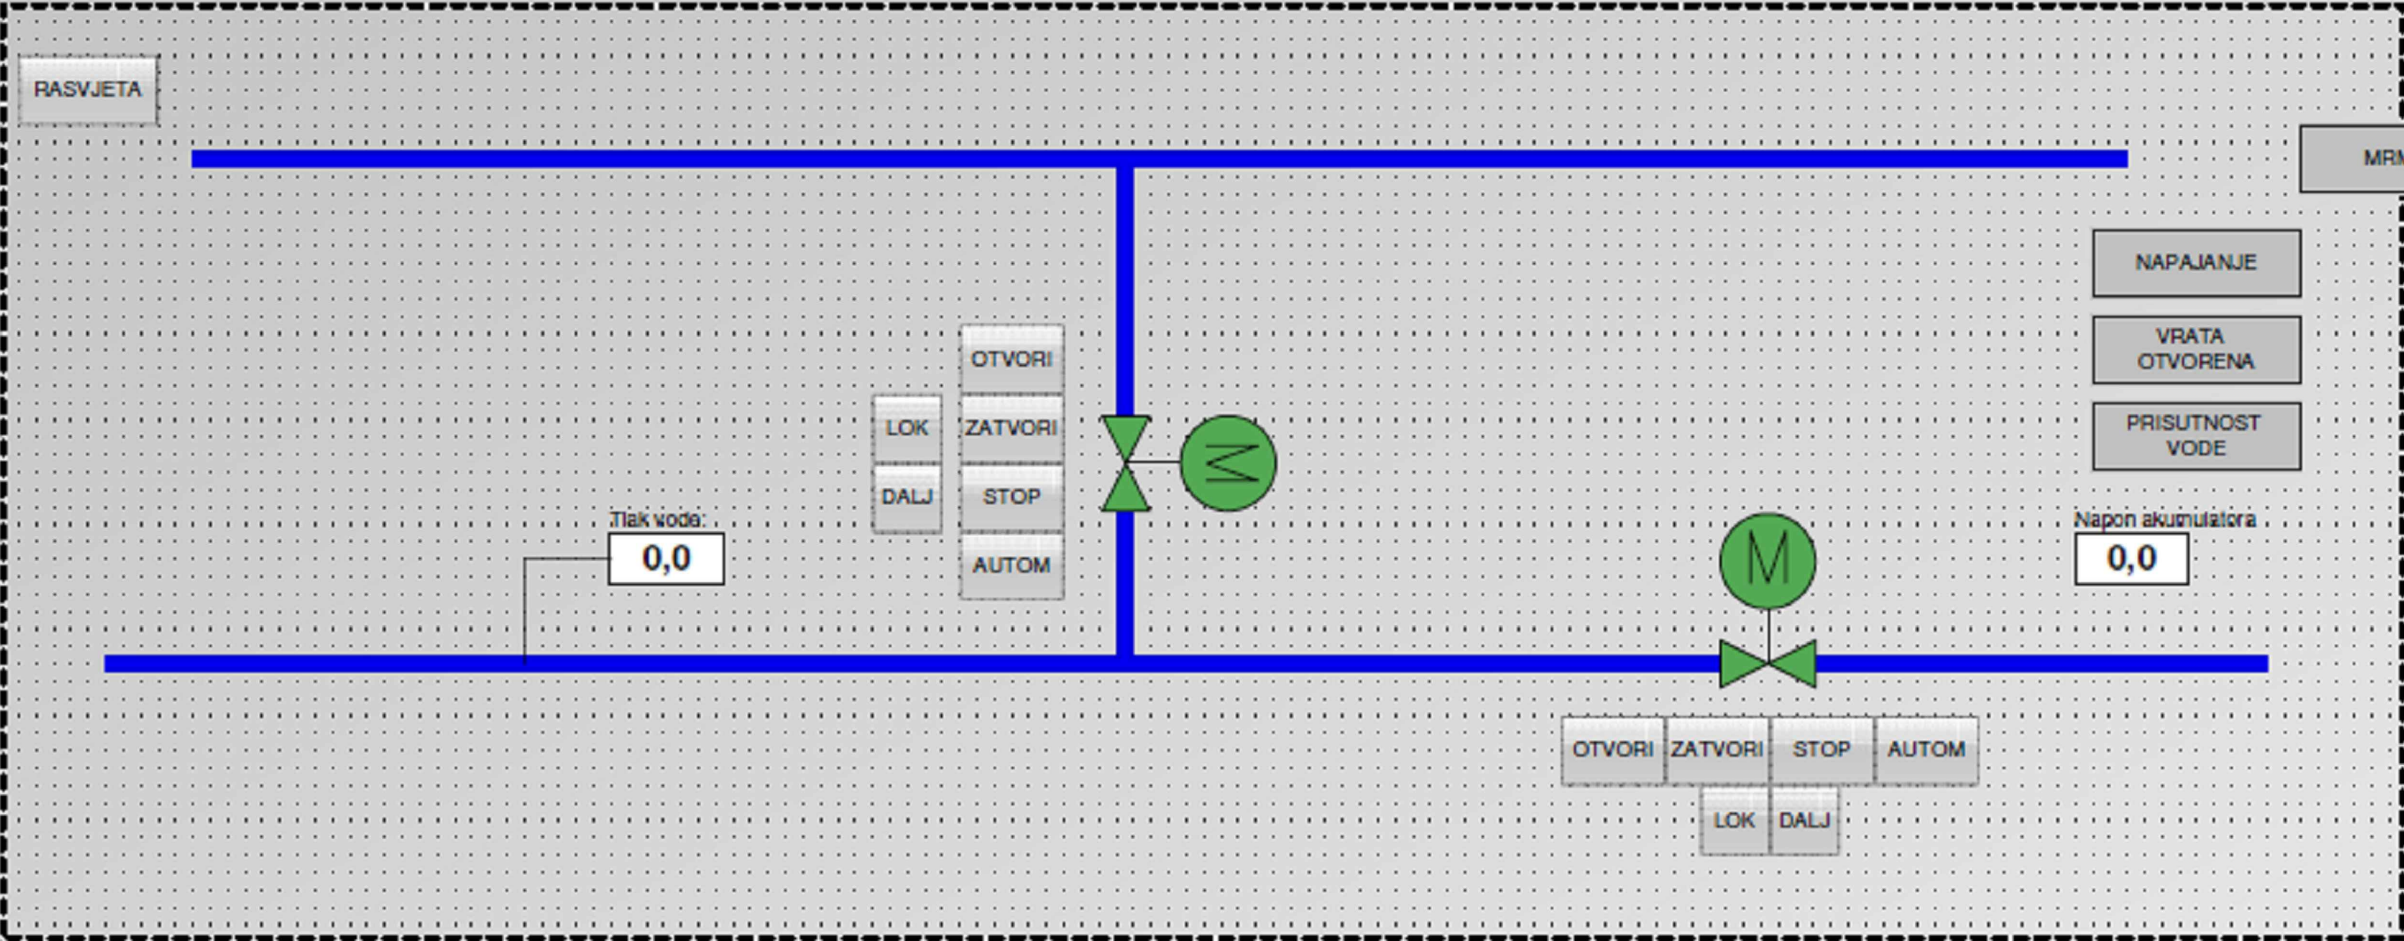 RASVJETA
MRM
NAPAJANJE
VRATA
OTVORENA
PRISUTNOST
VODE
OTVORI
LOK
ZATVORI
M
DALJ
STOP
AUTOM
Tlak vode:
0,0
M
Napon akumulatora
0,0
OTVORI
ZATVORI
STOP
AUTOM
LOK
DALJ